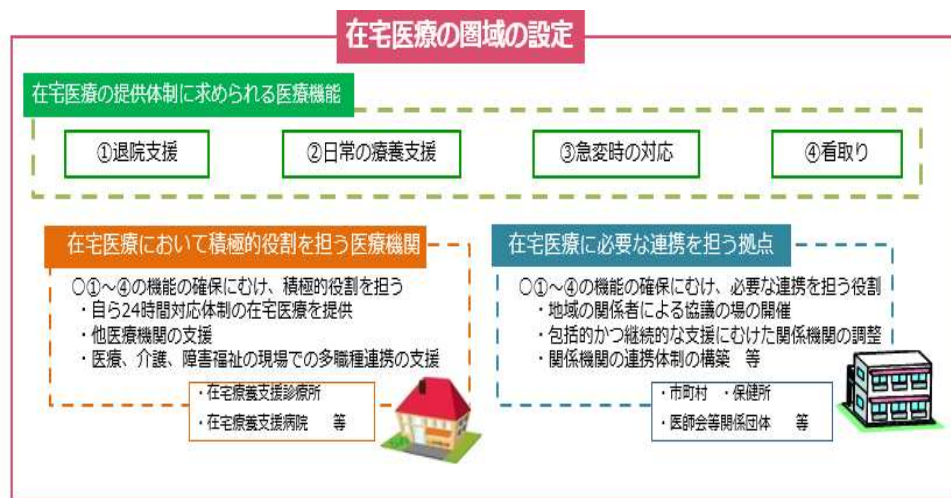 在宅医療の圏域の設定
在宅医療の提供体制に求められる医療機能
①退院支援
②日常の療養支援
③急変時の対応
④看取り
在宅医療において積極的役割を担う医療機関
○①～④の機能の確保にむけ、積極的役割を担う
・自ら24時間対応体制の在宅医療を提供
・他医療機関の支援
・医療、介護、障害福祉の現場での多職種連携の支援
・在宅療養支援診療所
・在宅療養支援病院　等
在宅医療に必要な連携を担う拠点
○①～④の機能の確保にむけ、必要な連携を担う役割
・地域の関係者による協議の場の開催
・包括的かつ継続的な支援にむけた関係機関の調整
・関係機関の連携体制の構築　等
・市町村　・保健所
・医師会等関係団体　等